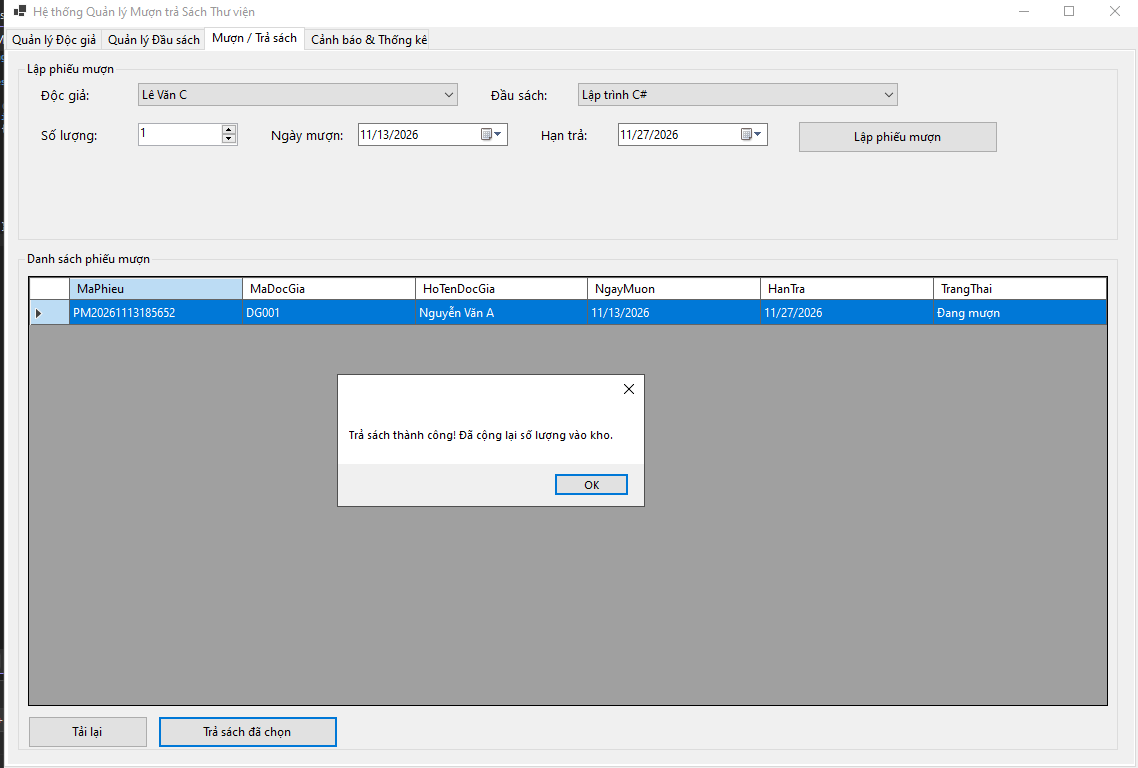 Hệ thống Quản lý Mượn trả Sách Thư viện
Quản lý Độc giả Quản lý Đầu sách Mượn / Trả sách Cảnh báo & Thống kê
Lập phiếu mượn
Độc giả: Lê Văn C Đầu sách: Lập trình C#
Số lượng: 1 Ngày mượn: 11/13/2026 Hạn trả: 11/27/2026 Lập phiếu mượn
Danh sách phiếu mượn
MaPhieu MaDocGia HoTenDocGia NgayMuon HanTra TrangThai
PM20261113185652 DG001 Nguyễn Văn A 11/13/2026 11/27/2026 Đang mượn
Trả sách thành công! Đã cộng lại số lượng vào kho.
OK
Tải lại Trả sách đã chọn